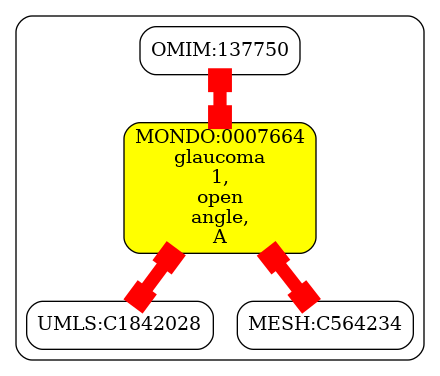 OMIM:137750
MONDO:0007664
glaucoma
1,
open
angle,
A
UMLS:C1842028
MESH:C564234